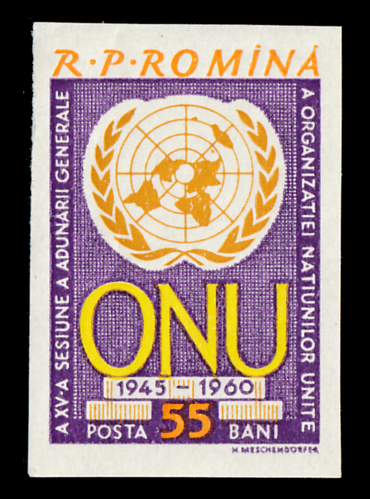 R·P·ROMÎNĂ
A XV-A SESIUNE A ADUNĂRII GENERALE
A ORGANIZAȚIEI NAȚIUNILOR UNITE
ONU
1945 – 1960
POSTA 55 BANI
H. MESCHENDÖRFER